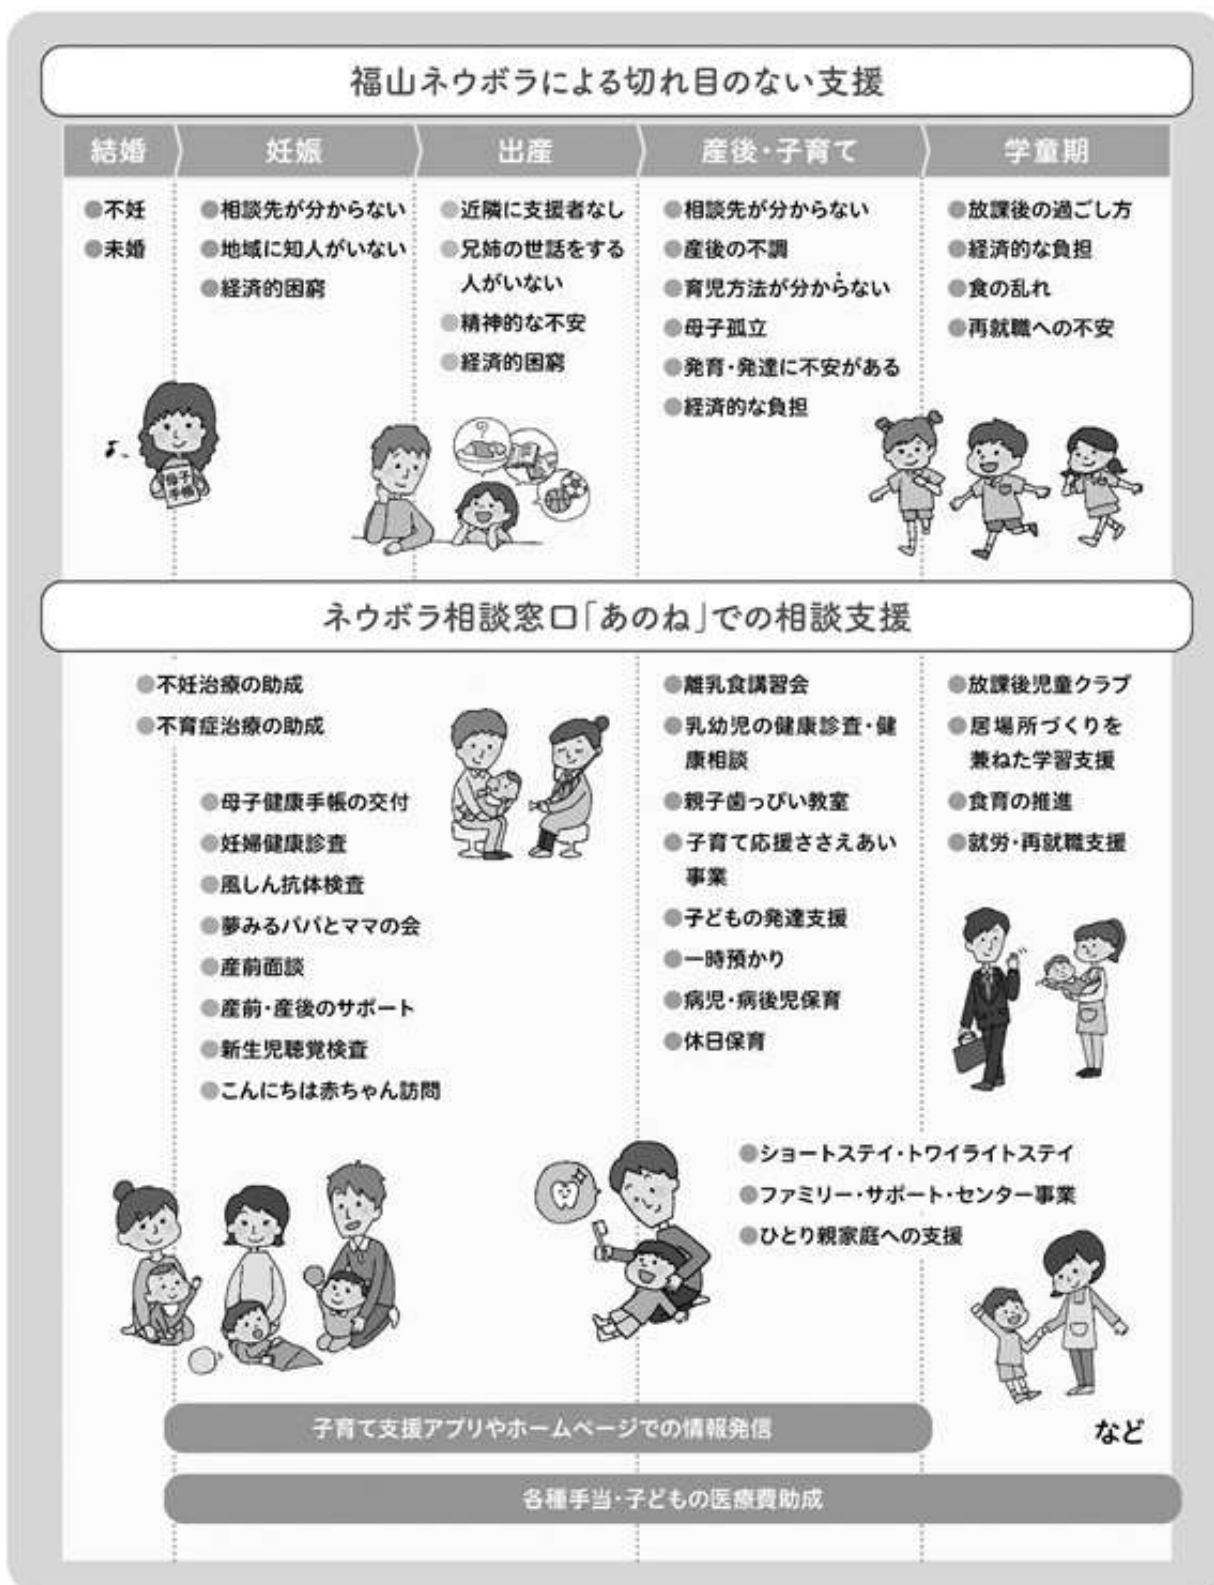 福山ネウボラによる切れ目のない支援
結婚
妊娠
出産
産後・子育て
学童期
●不妊
●未婚
●相談先が分からない
●地域に知人がいない
●経済的困窮
●近隣に支援者なし
●兄姉の世話をする
人がいない
●精神的な不安
●経済的困窮
●相談先が分からない
●産後の不調
●育児方法が分からない
●母子孤立
●発育・発達に不安がある
●経済的な負担
●放課後の過ごし方
●経済的な負担
●食の乱れ
●再就職への不安
母子
手帳
?
ネウボラ相談窓口「あのね」での相談支援
●不妊治療の助成
●不育症治療の助成
●母子健康手帳の交付
●妊婦健康診査
●風しん抗体検査
●夢みるパパとママの会
●産前面談
●産前・産後のサポート
●新生児聴覚検査
●こんにちは赤ちゃん訪問
●離乳食講習会
●乳幼児の健康診査・健
康相談
●親子歯っぴい教室
●子育て応援ささえあい
事業
●子どもの発達支援
●一時預かり
●病児・病後児保育
●休日保育
●放課後児童クラブ
●居場所づくりを
兼ねた学習支援
●食育の推進
●就労・再就職支援
●ショートステイ・トワイライトステイ
●ファミリー・サポート・センター事業
●ひとり親家庭への支援
子育て支援アプリやホームページでの情報発信
など
各種手当・子どもの医療費助成